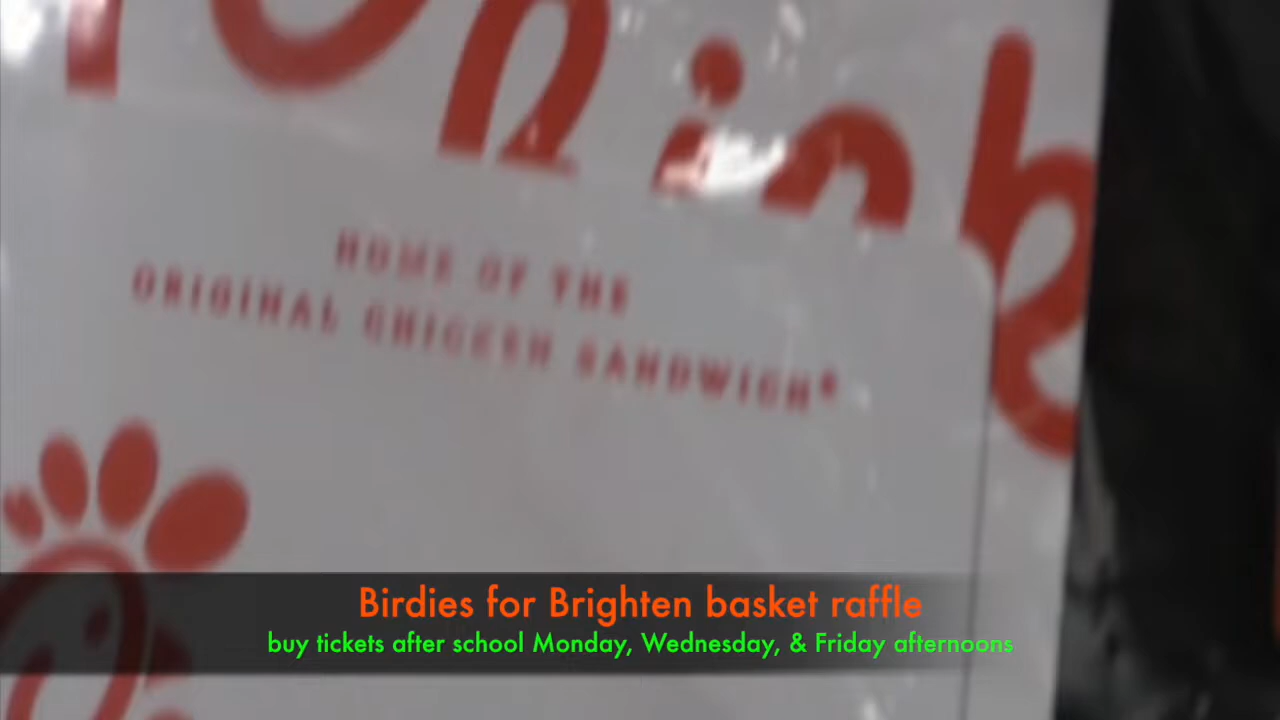 HOME OF THE
ORIGINAL CHICKEN SANDWICH®
Birdies for Brighten basket raffle
buy tickets after school Monday, Wednesday, & Friday afternoons